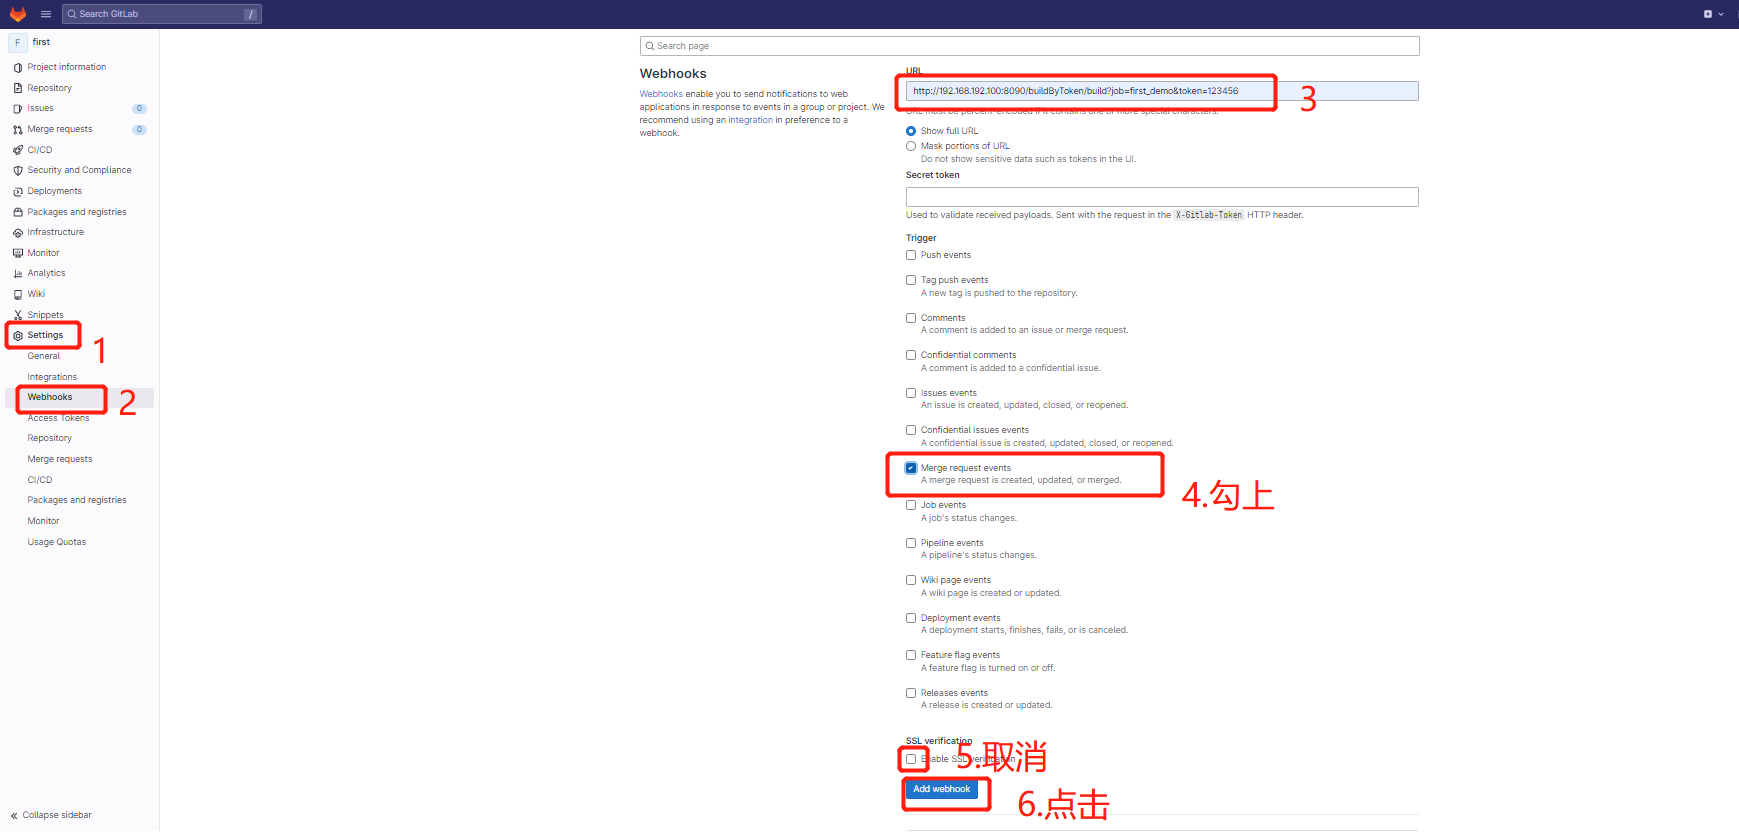 Search GitLab /
F first
Project information
Repository
Issues 0
Merge requests 0
CI/CD
Security and Compliance
Deployments
Packages and registries
Infrastructure
Monitor
Analytics
Wiki
Snippets
Settings
1
General
Integrations
Webhooks
2
Access Tokens
Repository
Merge requests
CI/CD
Packages and registries
Monitor
Usage Quotas
Collapse sidebar
Search page
Webhooks
Webhooks enable you to send notifications to web
applications in response to events in a group or project. We
recommend using an integration in preference to a
webhook.
URL
http://192.168.192.100:8090/buildByToken/build?job=first_demo&token=123456
3
URL must be percent-encoded if it contains one or more special characters.
Show full URL
Mask portions of URL
Do not show sensitive data such as tokens in the UI.
Secret token
Used to validate received payloads. Sent with the request in the X-Gitlab-Token HTTP header.
Trigger
Push events
Tag push events
A new tag is pushed to the repository.
Comments
A comment is added to an issue or merge request.
Confidential comments
A comment is added to a confidential issue.
Issues events
An issue is created, updated, closed, or reopened.
Confidential issues events
A confidential issue is created, updated, closed, or reopened.
Merge request events
A merge request is created, updated, or merged.
4.勾上
Job events
A job's status changes.
Pipeline events
A pipeline's status changes.
Wiki page events
A wiki page is created or updated.
Deployment events
A deployment starts, finishes, fails, or is canceled.
Feature flag events
A feature flag is turned on or off.
Releases events
A release is created or updated.
SSL verification
Enable SSL verification
5.取消
Add webhook
6.点击